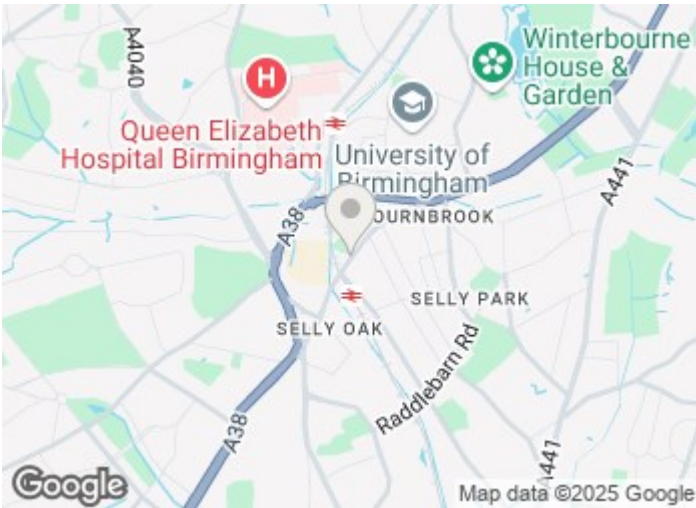 A4040
Winterbourne
House &
Garden
H
Queen Elizabeth
Hospital Birmingham
University of
Birmingham
A441
A38
OURNBROOK
SELLY PARK
SELLY OAK
Raddlebarn Rd
A38
A441
Google
Map data ©2025 Google